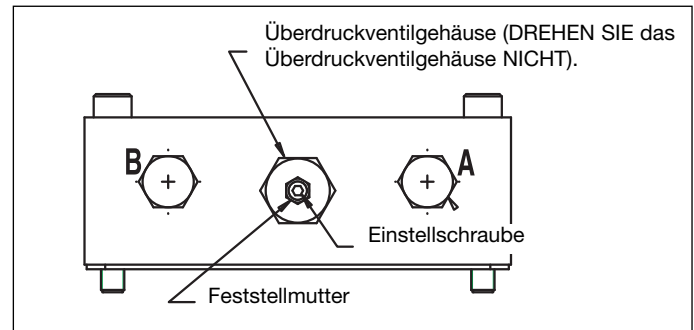 Überdruckventilgehäuse (DREHEN SIE das
Überdruckventilgehäuse NICHT).
B
A
Einstellschraube
Feststellmutter